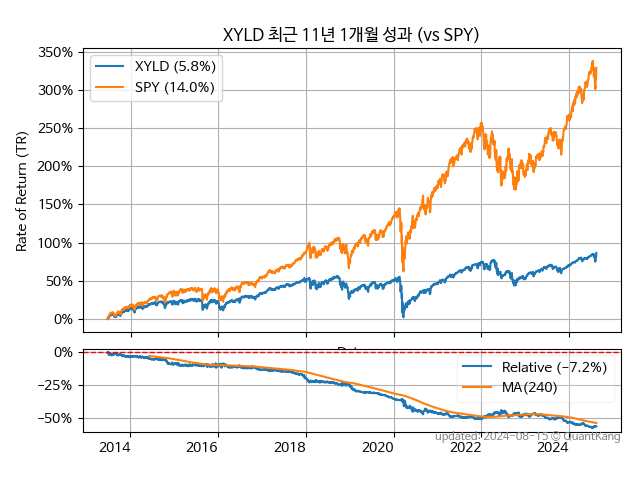 XYLD 최근 11년 1개월 성과 (vs SPY)
350%
300%
250%
200%
150%
100%
50%
0%
Rate of Return (TR)
XYLD (5.8%)
SPY (14.0%)
0%
−25%
−50%
Relative (−7.2%)
MA(240)
2014 2016 2018 2020 2022 2024
updated: 2024-08-15 © QuantKang